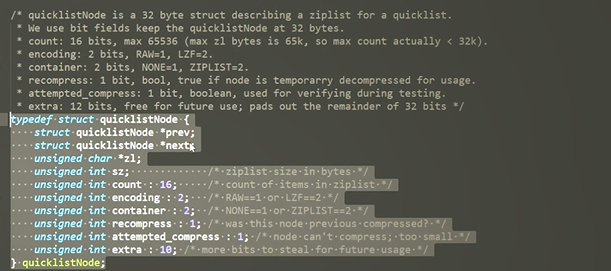 /* quicklistNode is a 32 byte struct describing a ziplist for a quicklist.
 * We use bit fields keep the quicklistNode at 32 bytes.
 * count: 16 bits, max 65536 (max zl bytes is 65k, so max count actually < 32k).
 * encoding: 2 bits, RAW=1, LZF=2.
 * container: 2 bits, NONE=1, ZIPLIST=2.
 * recompress: 1 bit, bool, true if node is temporarry decompressed for usage.
 * attempted_compress: 1 bit, boolean, used for verifying during testing.
 * extra: 12 bits, free for future use; pads out the remainder of 32 bits */
typedef struct quicklistNode {
    struct quicklistNode *prev;
    struct quicklistNode *next;
    unsigned char *zl;
    unsigned int sz;             /* ziplist size in bytes */
    unsigned int count : 16;     /* count of items in ziplist */
    unsigned int encoding : 2;   /* RAW==1 or LZF==2 */
    unsigned int container : 2;  /* NONE==1 or ZIPLIST==2 */
    unsigned int recompress : 1; /* was this node previous compressed? */
    unsigned int attempted_compress : 1; /* node can't compress; too small */
    unsigned int extra : 10; /* more bits to steal for future usage */
} quicklistNode;